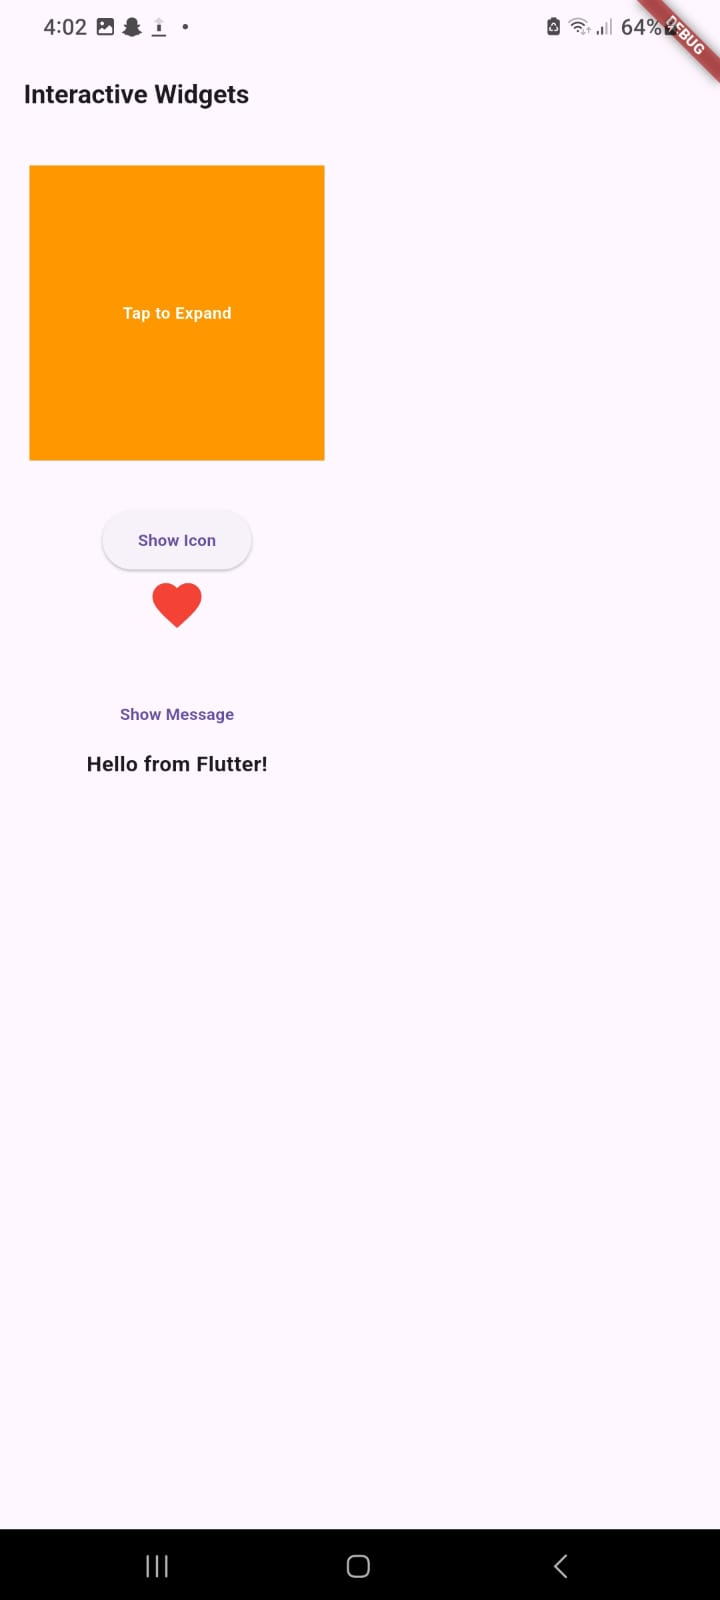 4:02
64%
DEBUG
Interactive Widgets
Tap to Expand
Show Icon
Show Message
Hello from Flutter!